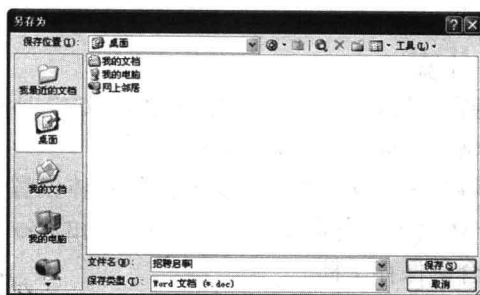 另存为
保存位置(I): 桌面 工具(L)
我的文档
我的电脑
网上邻居
我最近的文档
桌面
我的文档
我的电脑
文件名(N): 招聘启事 保存(S)
保存类型(T): Word 文档 (*.doc) 取消